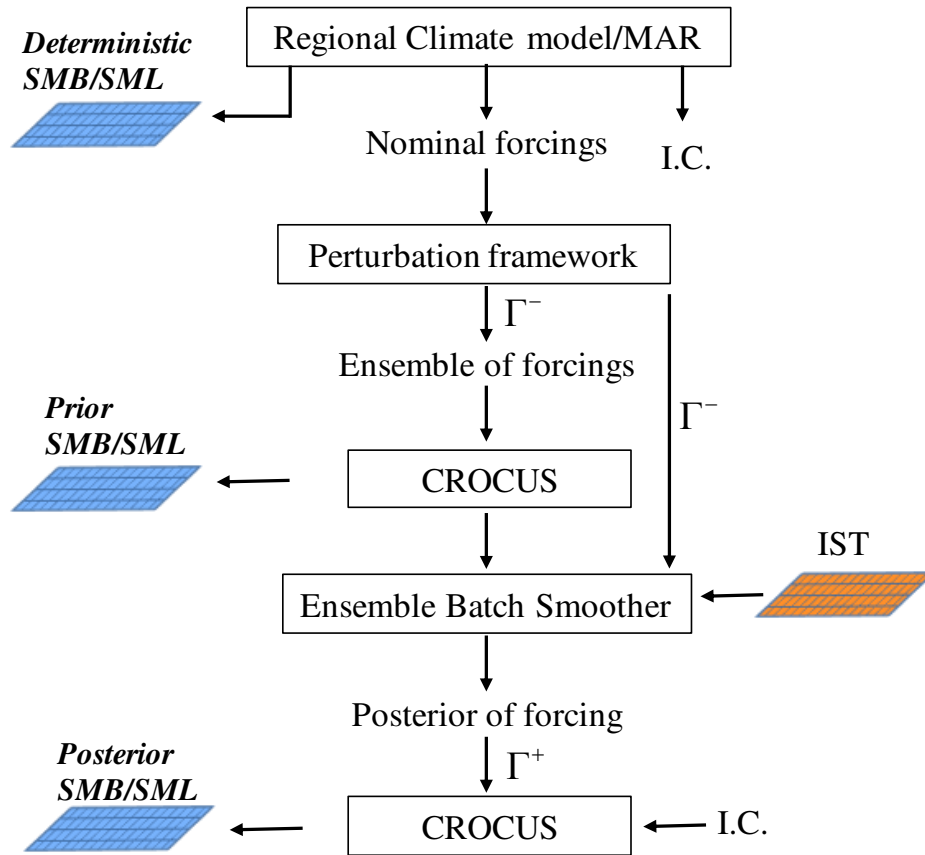 Regional Climate model/MAR
Deterministic
SMB/SML
Nominal forcings
I.C.
Perturbation framework
Γ⁻
Ensemble of forcings
Γ⁻
Prior
SMB/SML
CROCUS
IST
Ensemble Batch Smoother
Posterior of forcing
Γ⁺
Posterior
SMB/SML
CROCUS
I.C.